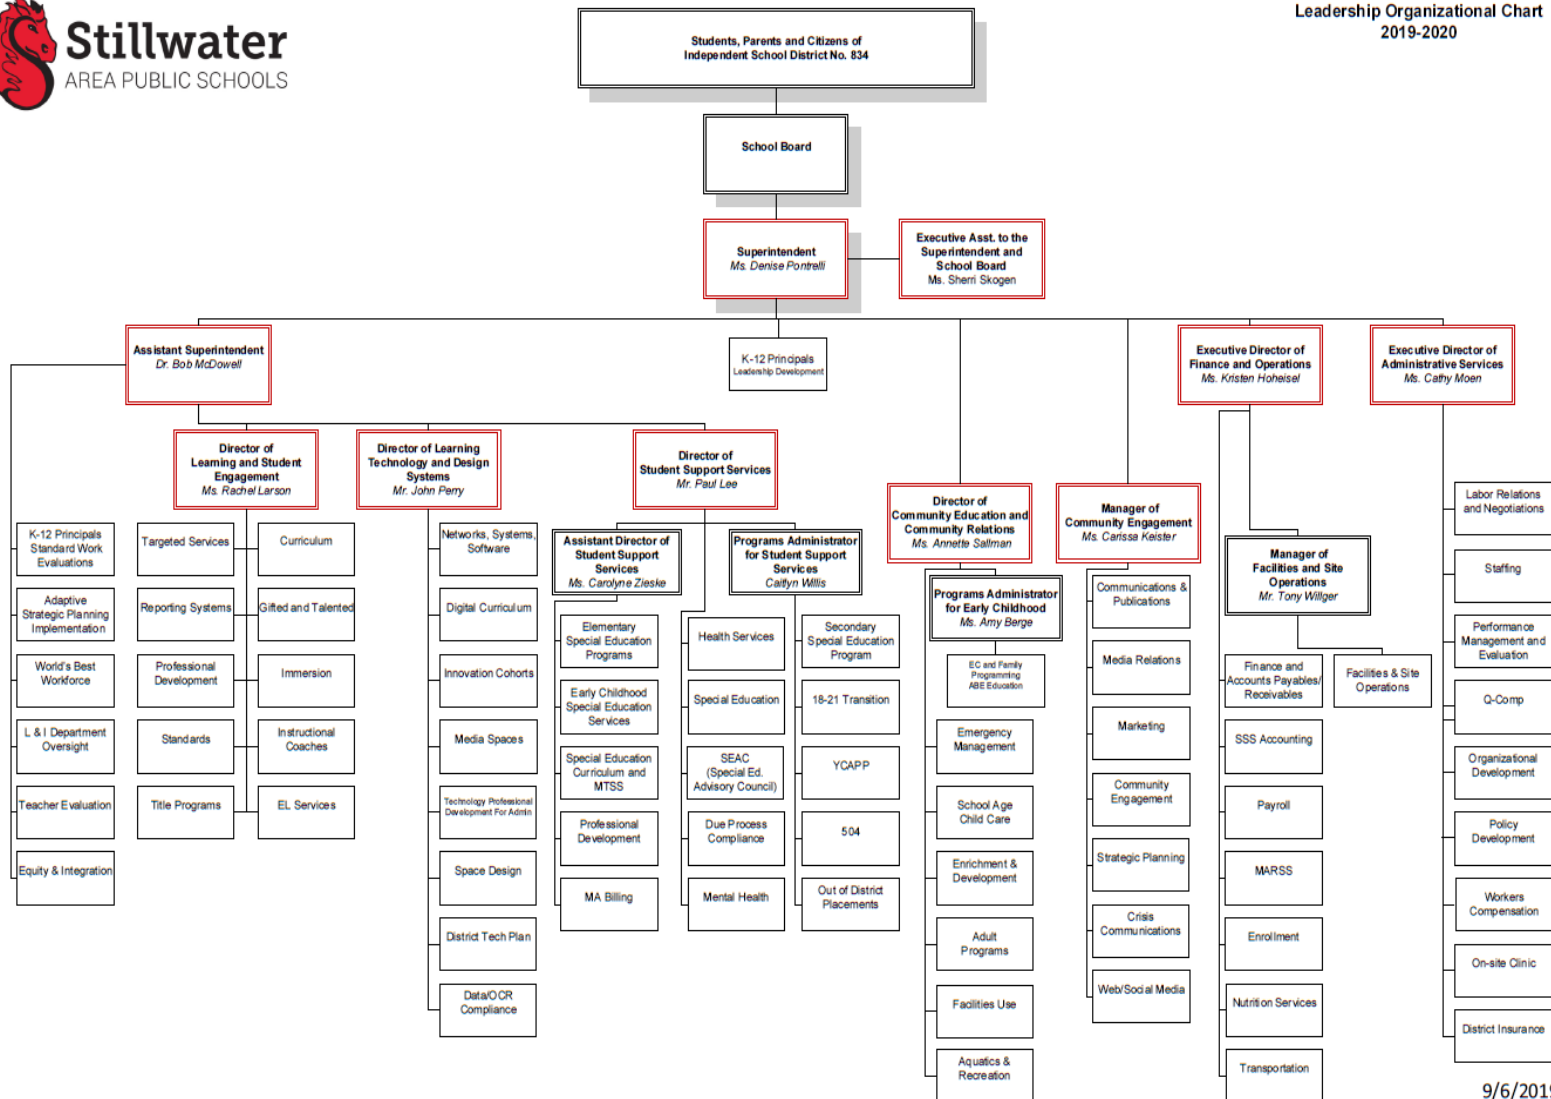 Stillwater
AREA PUBLIC SCHOOLS
Leadership Organizational Chart
2019-2020
Students, Parents and Citizens of
Independent School District No. 834
School Board
Superintendent
Ms. Denise Pontrelli
Executive Asst. to the
Superintendent and
School Board
Ms. Sherri Skogen
Assistant Superintendent
Dr. Bob McDowell
K-12 Principals
Leadership Development
Executive Director of
Finance and Operations
Ms. Kristen Hoheisel
Executive Director of
Administrative Services
Ms. Cathy Moen
Director of
Learning and Student
Engagement
Ms. Rachel Larson
Director of Learning
Technology and Design
Systems
Mr. John Perry
Director of
Student Support Services
Mr. Paul Lee
Director of
Community Education and
Community Relations
Ms. Annette Sallman
Manager of
Community Engagement
Ms. Carissa Keister
Assistant Director of
Student Support
Services
Ms. Carolyne Zieske
Programs Administrator
for Student Support
Services
Caitlyn Willis
Programs Administrator
for Early Childhood
Ms. Amy Berge
Manager of
Facilities and Site
Operations
Mr. Tony Willger
K-12 Principals
Standard Work
Evaluations
Adaptive
Strategic Planning
Implementation
World's Best
Workforce
L & I Department
Oversight
Teacher Evaluation
Equity & Integration
Targeted Services
Reporting Systems
Professional
Development
Standards
Title Programs
Curriculum
Gifted and Talented
Immersion
Instructional
Coaches
EL Services
Networks, Systems,
Software
Digital Curriculum
Innovation Cohorts
Media Spaces
Technology Professional
Development For Admin
Space Design
District Tech Plan
Data/OCR
Compliance
Elementary
Special Education
Programs
Early Childhood
Special Education
Services
Special Education
Curriculum and
MTSS
Professional
Development
MA Billing
Health Services
Special Education
SEAC
(Special Ed.
Advisory Council)
Due Process
Compliance
Mental Health
Secondary
Special Education
Program
18-21 Transition
YCAPP
504
Out of District
Placements
EC and Family
Programming
ABE Education
Emergency
Management
School Age
Child Care
Enrichment &
Development
Adult
Programs
Facilities Use
Aquatics &
Recreation
Communications &
Publications
Media Relations
Marketing
Community
Engagement
Strategic Planning
Crisis
Communications
Web/Social Media
Finance and
Accounts Payables/
Receivables
SSS Accounting
Payroll
MARSS
Enrollment
Nutrition Services
Transportation
Facilities & Site
Operations
Labor Relations
and Negotiations
Staffing
Performance
Management and
Evaluation
Q-Comp
Organizational
Development
Policy
Development
Workers
Compensation
On-site Clinic
District Insurance
9/6/2019